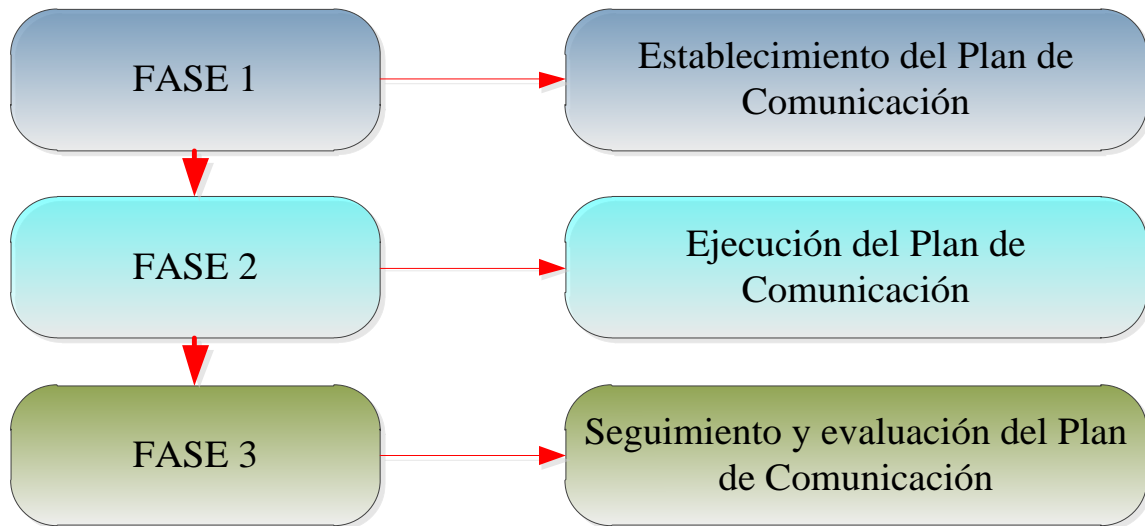 FASE 1
Establecimiento del Plan de
Comunicación
FASE 2
Ejecución del Plan de
Comunicación
FASE 3
Seguimiento y evaluación del Plan
de Comunicación